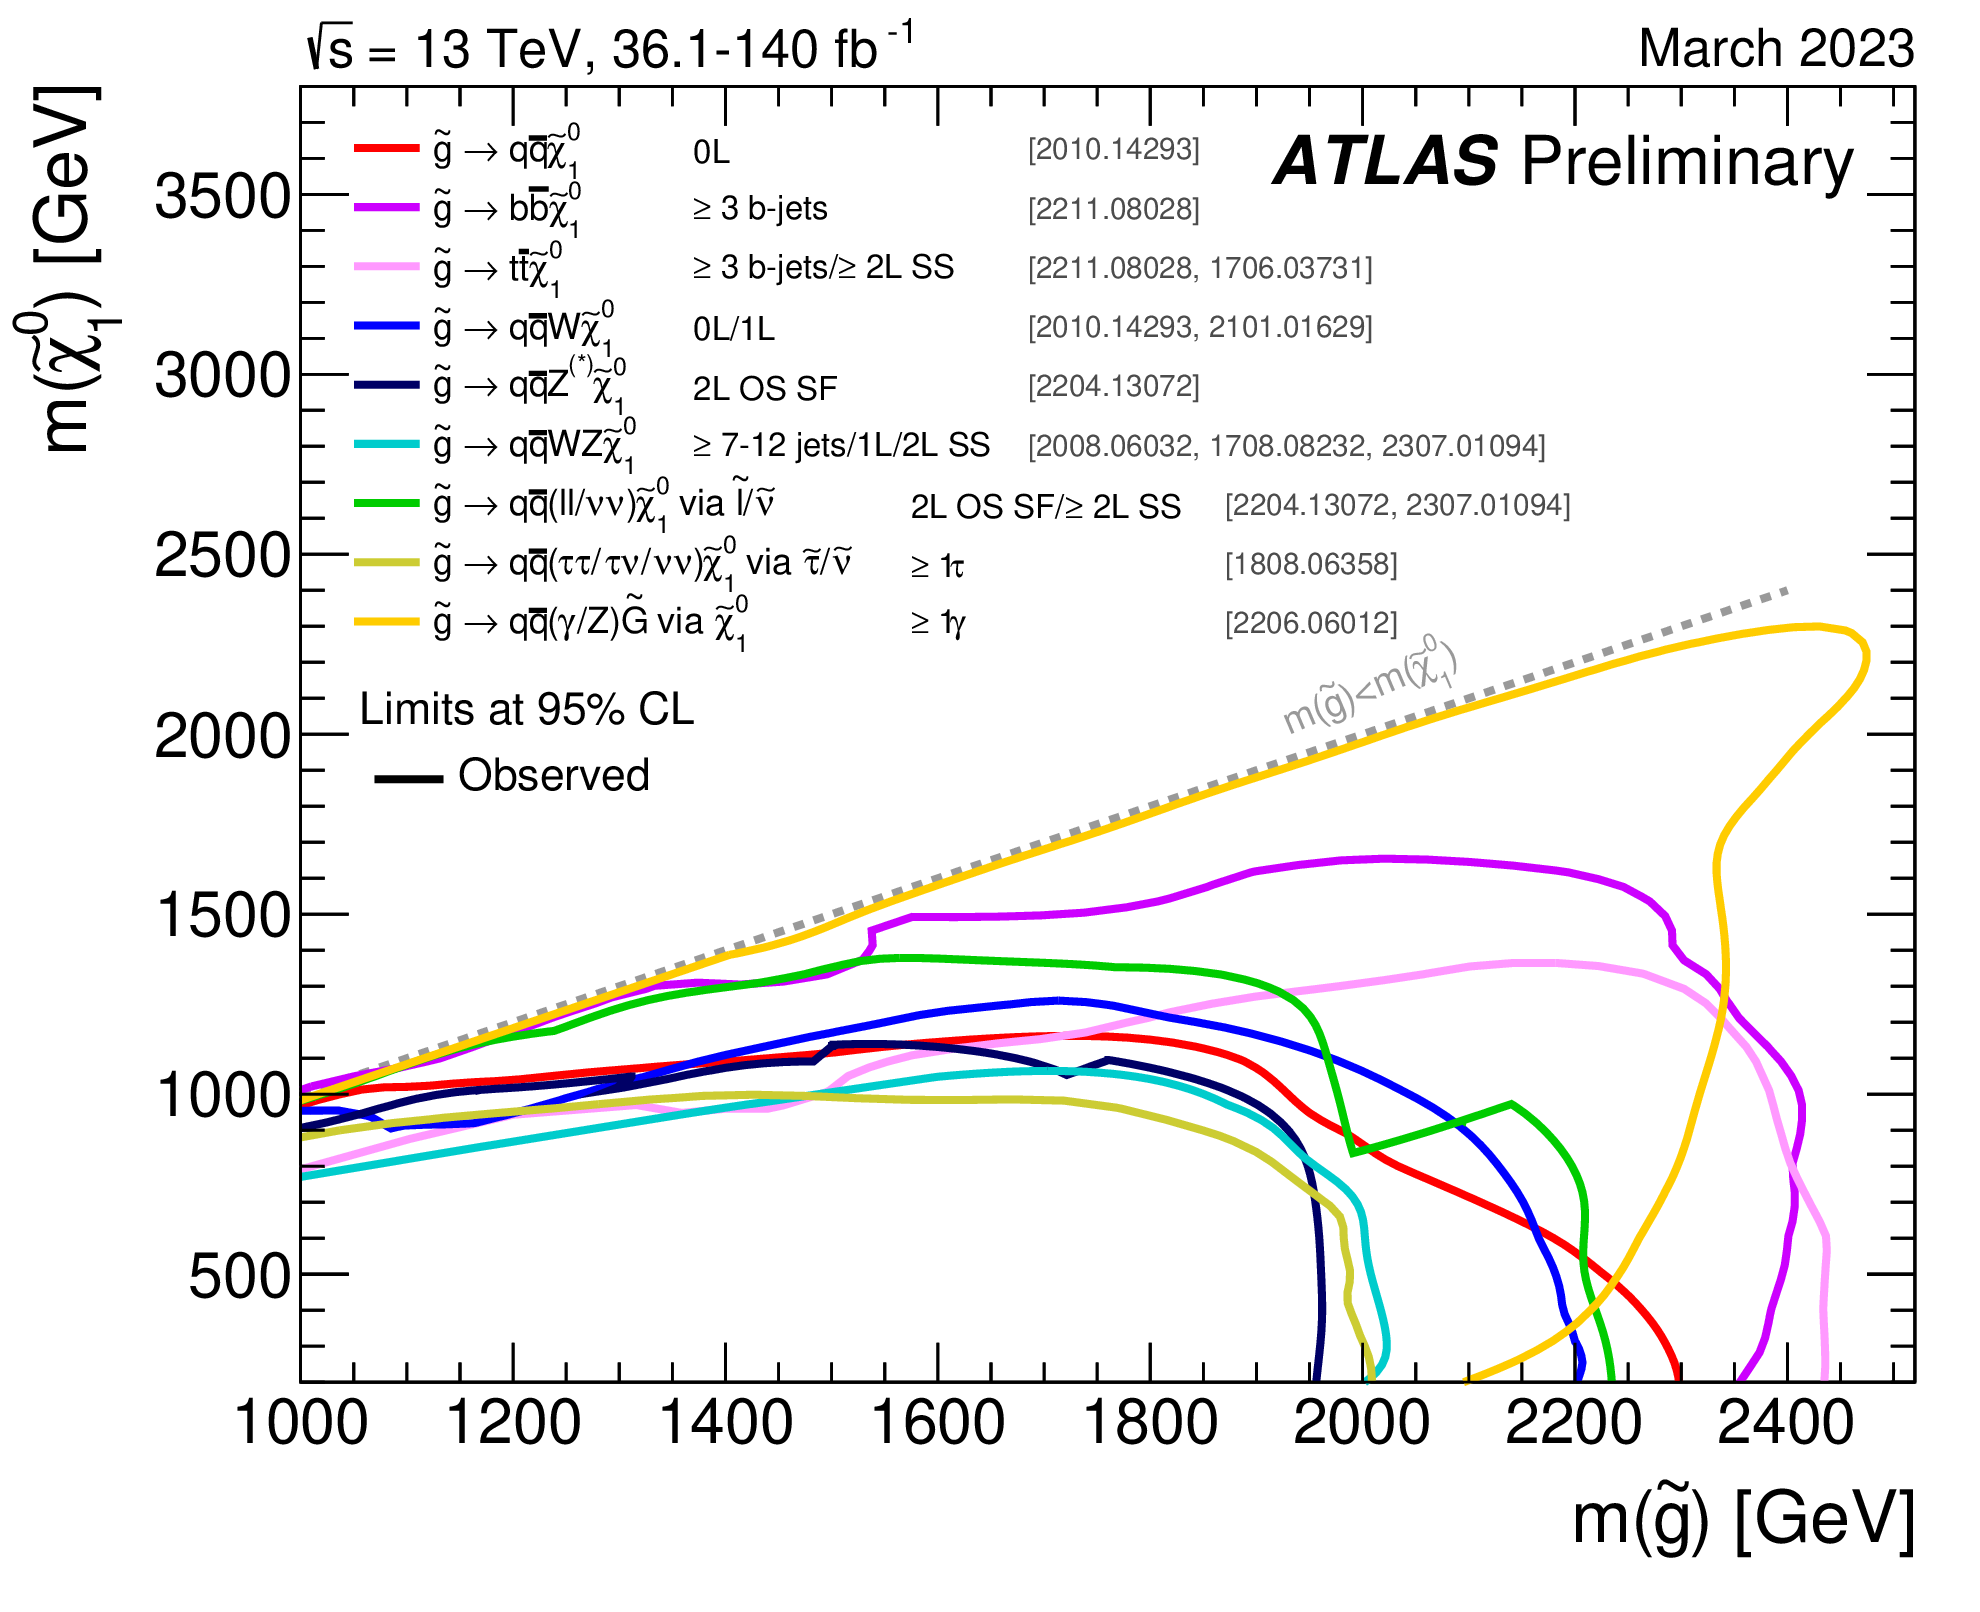 √s = 13 TeV, 36.1-140 fb⁻¹ March 2023
ATLAS Preliminary
g̃ → qq̄χ̃₁⁰ 0L [2010.14293]
g̃ → bb̄χ̃₁⁰ ≥ 3 b-jets [2211.08028]
g̃ → tt̄χ̃₁⁰ ≥ 3 b-jets/≥ 2L SS [2211.08028, 1706.03731]
g̃ → qq̄Wχ̃₁⁰ 0L/1L [2010.14293, 2101.01629]
g̃ → qq̄Z⁽*⁾χ̃₁⁰ 2L OS SF [2204.13072]
g̃ → qq̄WZχ̃₁⁰ ≥ 7-12 jets/1L/2L SS [2008.06032, 1708.08232, 2307.01094]
g̃ → qq̄(ll/νν)χ̃₁⁰ via l̃/ν̃ 2L OS SF/≥ 2L SS [2204.13072, 2307.01094]
g̃ → qq̄(ττ/τν/νν)χ̃₁⁰ via τ̃/ν̃ ≥ 1τ [1808.06358]
g̃ → qq̄(γ/Z)G̃ via χ̃₁⁰ ≥ 1γ [2206.06012]
m(g̃)<m(χ̃₁⁰)
Limits at 95% CL
Observed
m(χ̃₁⁰) [GeV]
3500
3000
2500
2000
1500
1000
500
1000 1200 1400 1600 1800 2000 2200 2400
m(g̃) [GeV]